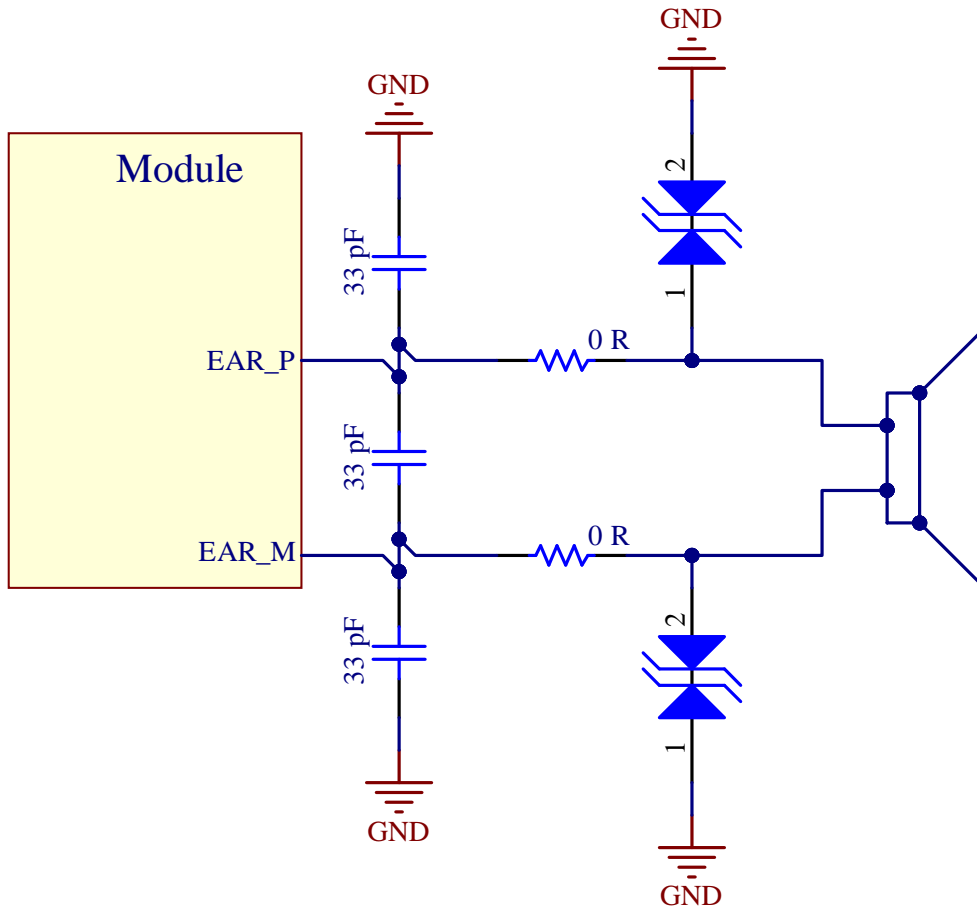 GND
GND
Module
2
33 pF
1
0 R
EAR_P
33 pF
0 R
EAR_M
2
33 pF
1
GND
GND